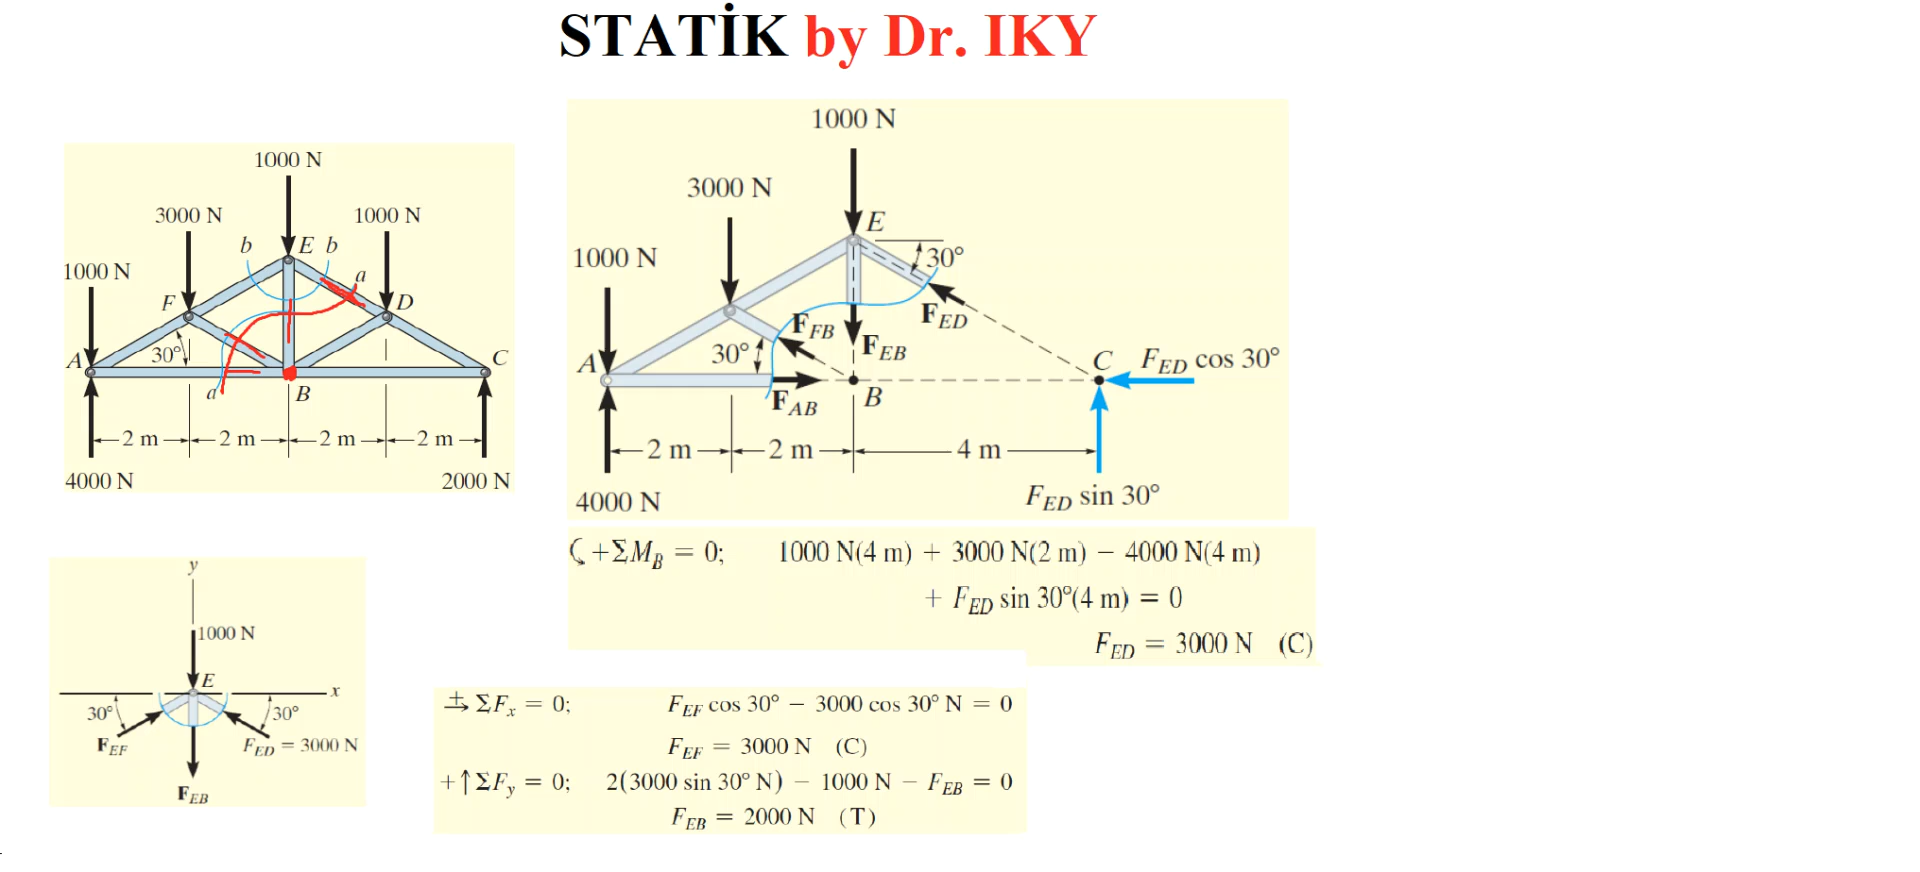 STATİK by Dr. IKY
1000 N
3000 N
1000 N
b
E b
1000 N
a
F
D
30°
A
C
a
B
2 m
2 m
2 m
2 m
4000 N
2000 N
1000 N
3000 N
E
1000 N
30°
F_FB
F_ED
30°
F_EB
A
C
F_ED cos 30°
F_AB
B
2 m
2 m
4 m
4000 N
F_ED sin 30°
+ΣM_B = 0; 1000 N(4 m) + 3000 N(2 m) − 4000 N(4 m)
+ F_ED sin 30°(4 m) = 0
F_ED = 3000 N (C)
y
1000 N
E
x
30°
30°
F_EF
F_ED = 3000 N
F_EB
+→ ΣF_x = 0; F_EF cos 30° − 3000 cos 30° N = 0
F_EF = 3000 N (C)
+↑ΣF_y = 0; 2(3000 sin 30° N) − 1000 N − F_EB = 0
F_EB = 2000 N (T)